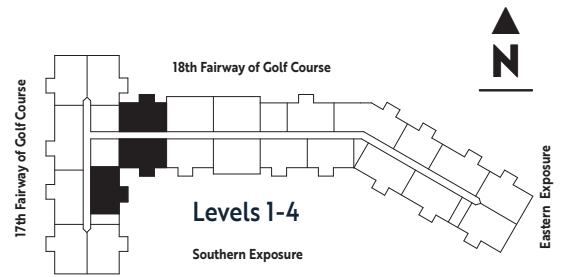 N
18th Fairway of Golf Course
17th Fairway of Golf Course
Eastern Exposure
Levels 1-4
Southern Exposure